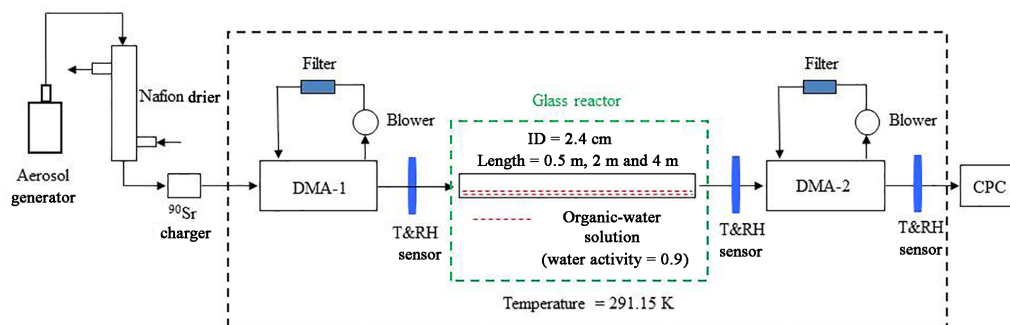 Aerosol
generator
Nafion drier
90Sr
charger
Filter
Blower
DMA-1
T&RH
sensor
Glass reactor
ID = 2.4 cm
Length = 0.5 m, 2 m and 4 m
Organic-water
solution
(water activity = 0.9)
Temperature = 291.15 K
T&RH
sensor
Filter
Blower
DMA-2
T&RH
sensor
CPC